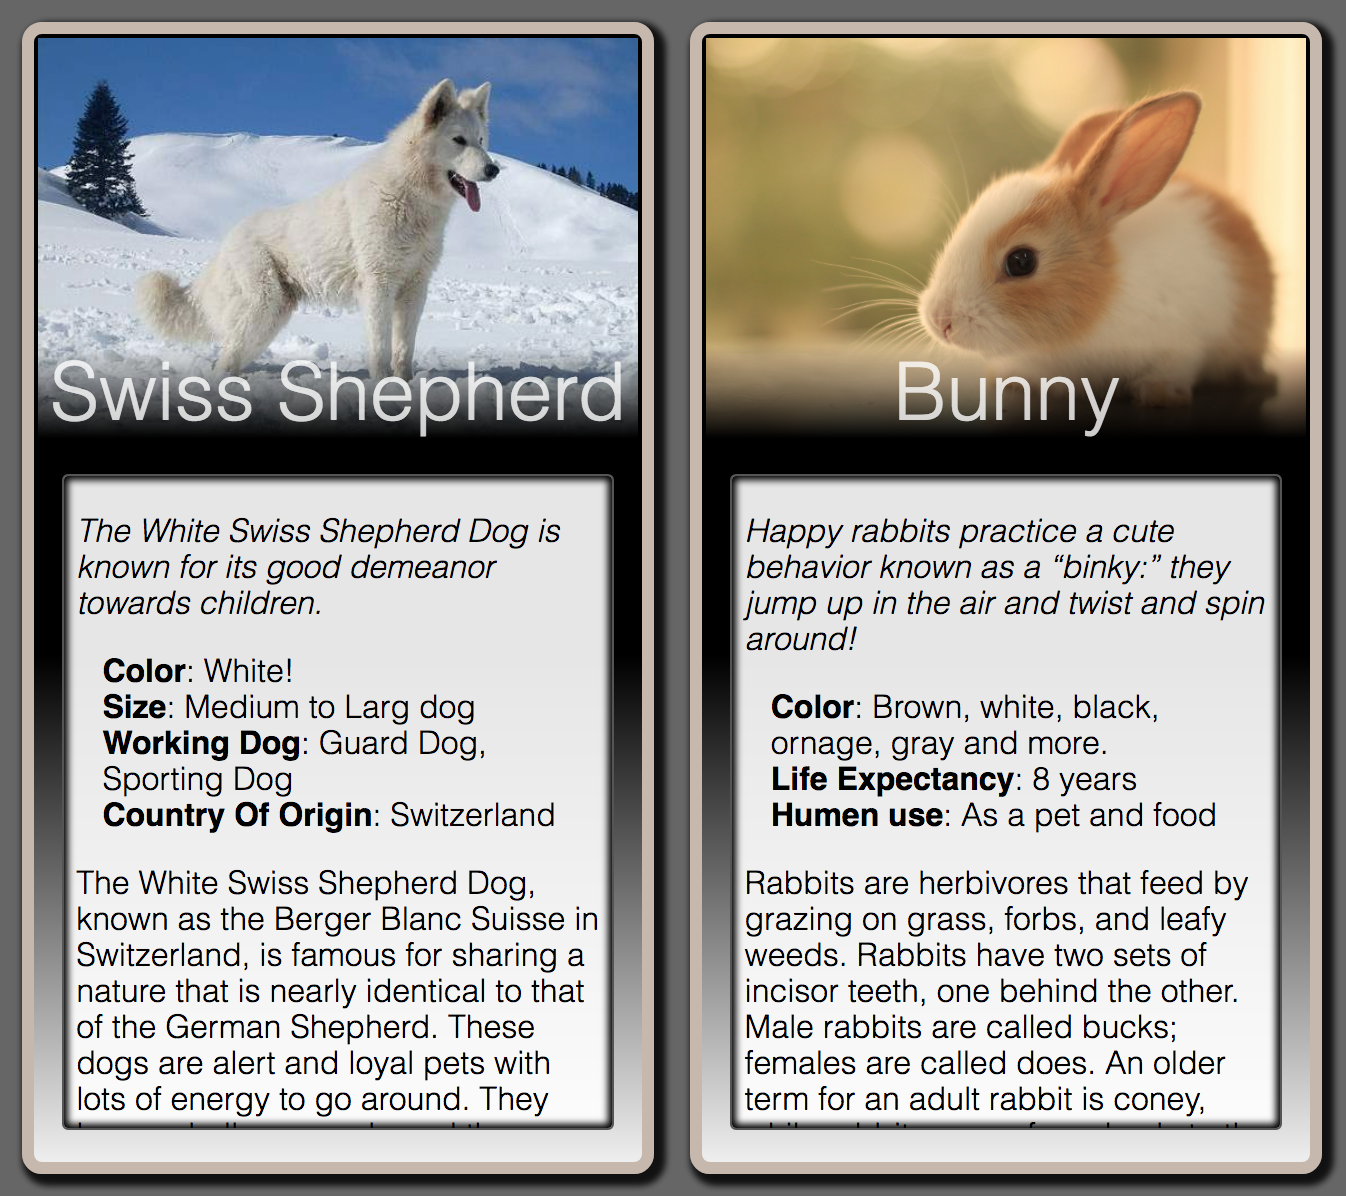 Swiss Shepherd
The White Swiss Shepherd Dog is
known for its good demeanor
towards children.
Color: White!
Size: Medium to Larg dog
Working Dog: Guard Dog,
Sporting Dog
Country Of Origin: Switzerland
The White Swiss Shepherd Dog,
known as the Berger Blanc Suisse in
Switzerland, is famous for sharing a
nature that is nearly identical to that
of the German Shepherd. These
dogs are alert and loyal pets with
lots of energy to go around. They
Bunny
Happy rabbits practice a cute
behavior known as a “binky:” they
jump up in the air and twist and spin
around!
Color: Brown, white, black,
ornage, gray and more.
Life Expectancy: 8 years
Humen use: As a pet and food
Rabbits are herbivores that feed by
grazing on grass, forbs, and leafy
weeds. Rabbits have two sets of
incisor teeth, one behind the other.
Male rabbits are called bucks;
females are called does. An older
term for an adult rabbit is coney,